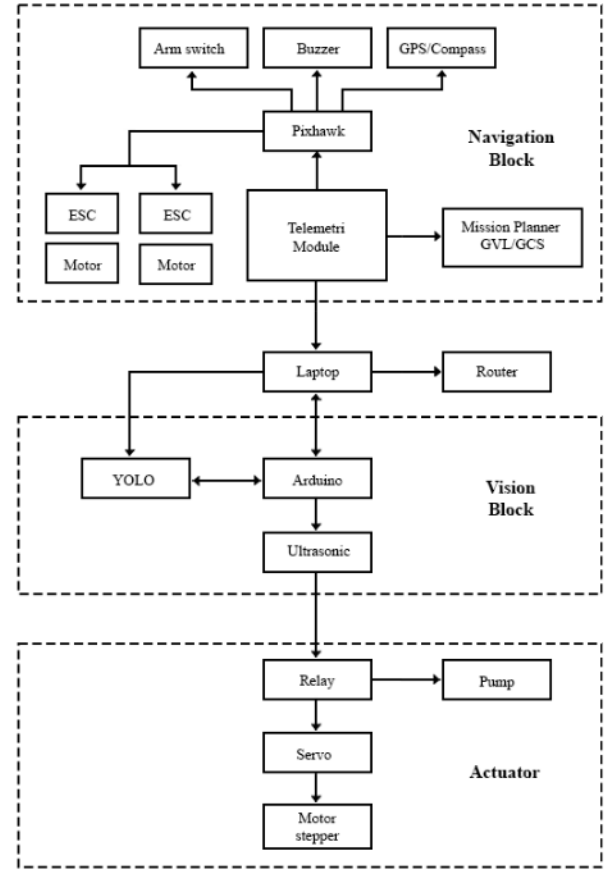 Arm switch
Buzzer
GPS/Compass
Pixhawk
Navigation
Block
ESC
ESC
Telemetri
Module
Mission Planner
GVL/GCS
Motor
Motor
Laptop
Router
YOLO
Arduino
Vision
Block
Ultrasonic
Relay
Pump
Servo
Actuator
Motor
stepper